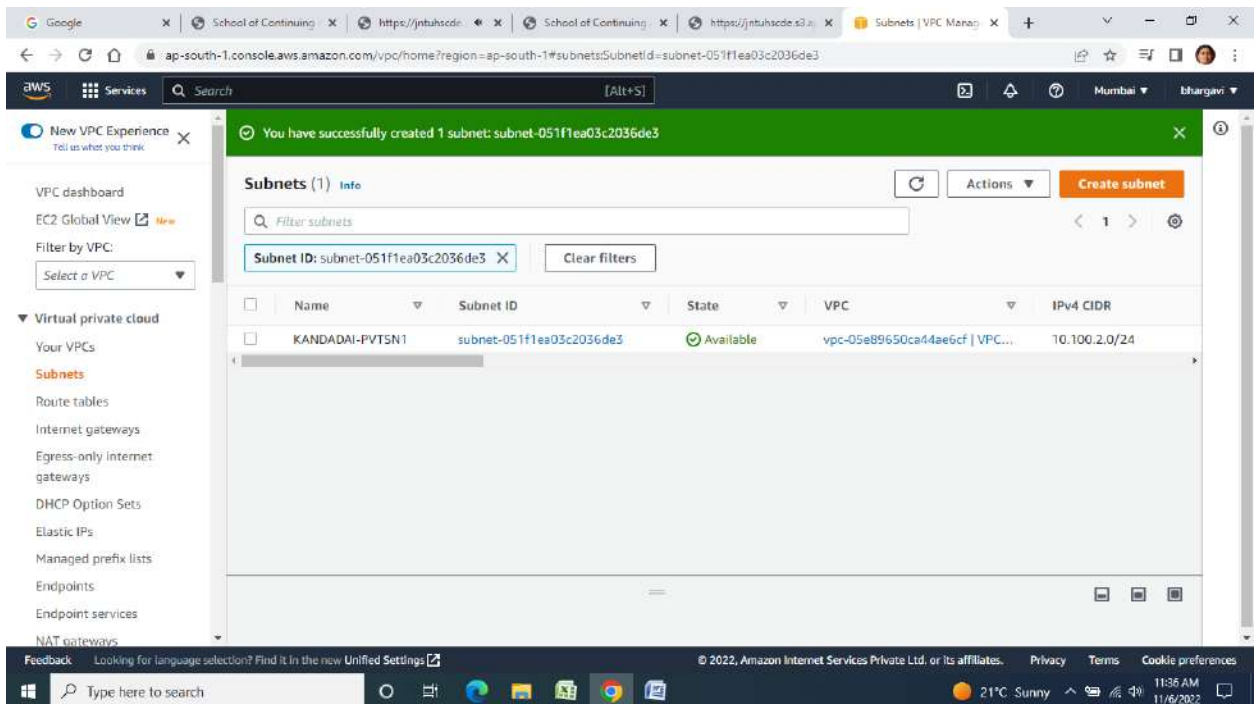 Google
School of Continuing
https://jntuhscde.
School of Continuing
https://jntuhscde.s3.a
Subnets | VPC Manag
ap-south-1.console.aws.amazon.com/vpc/home?region=ap-south-1#subnets:SubnetId=subnet-051f1ea03c2036de3
aws
Services
Search
[Alt+S]
Mumbai
bhargavi
New VPC Experience
Tell us what you think
You have successfully created 1 subnet: subnet-051f1ea03c2036de3
VPC dashboard
EC2 Global View New
Filter by VPC:
Select a VPC
Virtual private cloud
Your VPCs
Subnets
Route tables
Internet gateways
Egress-only internet
gateways
DHCP Option Sets
Elastic IPs
Managed prefix lists
Endpoints
Endpoint services
NAT gateways
Subnets (1) Info
Actions
Create subnet
Filter subnets
1
Subnet ID: subnet-051f1ea03c2036de3
Clear filters
Name Subnet ID State VPC IPv4 CIDR
KANDADAI-PVTSN1 subnet-051f1ea03c2036de3 Available vpc-05e89650ca44ae6cf | VPC... 10.100.2.0/24
Feedback Looking for language selection? Find it in the new Unified Settings
© 2022, Amazon Internet Services Private Ltd. or its affiliates. Privacy Terms Cookie preferences
Type here to search
21°C Sunny
11:36 AM
11/6/2022